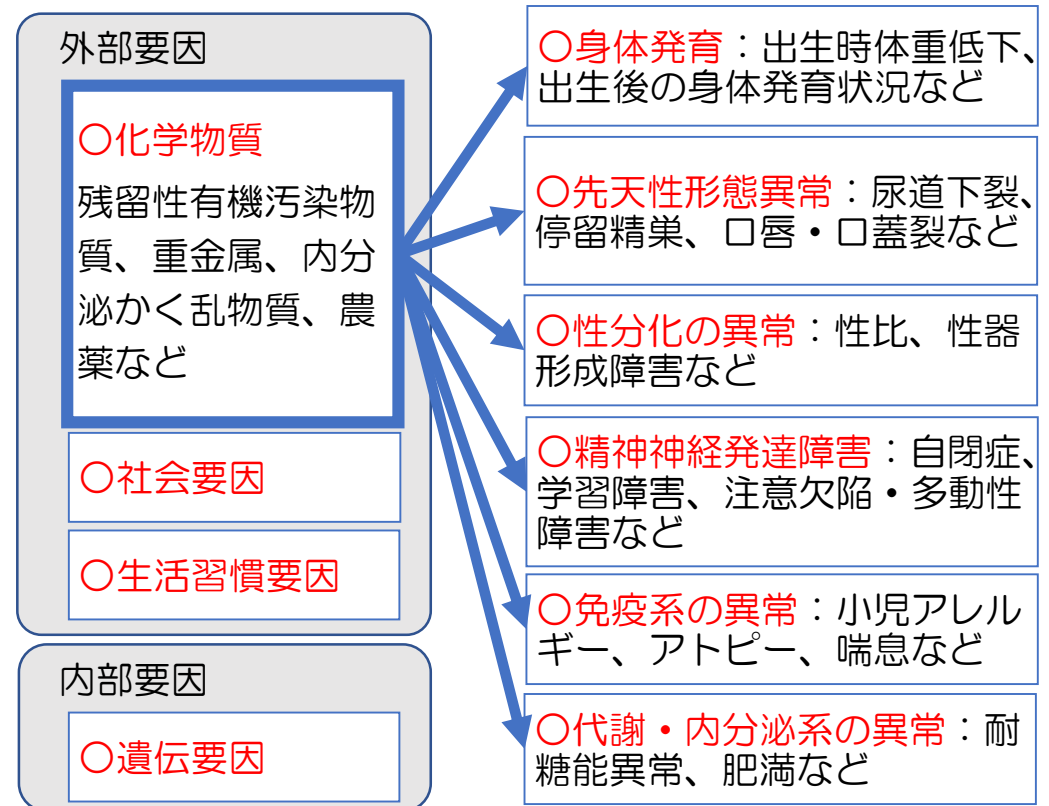 外部要因
〇化学物質
残留性有機汚染物
質、重金属、内分
泌かく乱物質、農
薬など
〇社会要因
〇生活習慣要因
内部要因
〇遺伝要因
〇身体発育：出生時体重低下、
出生後の身体発育状況など
〇先天性形態異常：尿道下裂、
停留精巣、口唇・口蓋裂など
〇性分化の異常：性比、性器
形成障害など
〇精神神経発達障害：自閉症、
学習障害、注意欠陥・多動性
障害など
〇免疫系の異常：小児アレル
ギー、アトピー、喘息など
〇代謝・内分泌系の異常：耐
糖能異常、肥満など